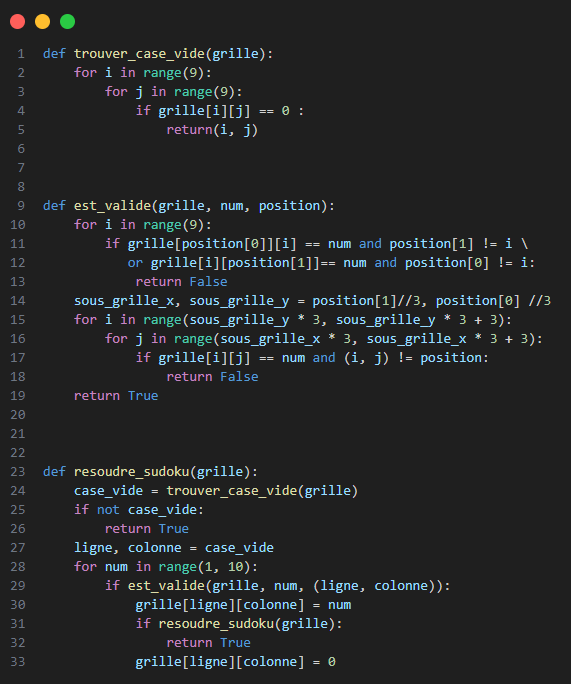 1 def trouver_case_vide(grille):
2     for i in range(9):
3         for j in range(9):
4             if grille[i][j] == 0 :
5                 return(i, j)
6
7
8
9 def est_valide(grille, num, position):
10     for i in range(9):
11         if grille[position[0]][i] == num and position[1] != i \
12            or grille[i][position[1]]== num and position[0] != i:
13             return False
14     sous_grille_x, sous_grille_y = position[1]//3, position[0] //3
15     for i in range(sous_grille_y * 3, sous_grille_y * 3 + 3):
16         for j in range(sous_grille_x * 3, sous_grille_x * 3 + 3):
17             if grille[i][j] == num and (i, j) != position:
18                 return False
19     return True
20
21
22
23 def resoudre_sudoku(grille):
24     case_vide = trouver_case_vide(grille)
25     if not case_vide:
26         return True
27     ligne, colonne = case_vide
28     for num in range(1, 10):
29         if est_valide(grille, num, (ligne, colonne)):
30             grille[ligne][colonne] = num
31             if resoudre_sudoku(grille):
32                 return True
33             grille[ligne][colonne] = 0